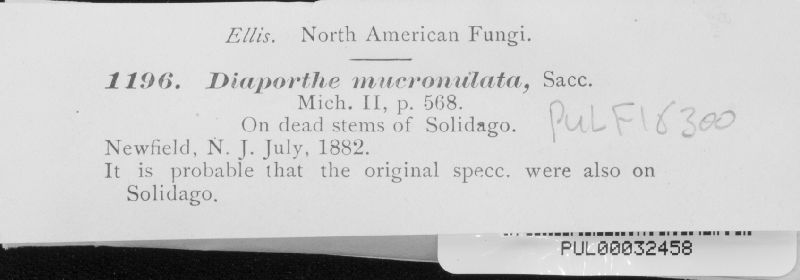 Ellis. North American Fungi.
1196. Diaporthe mucronulata, Sacc.
Mich. II, p. 568.
On dead stems of Solidago.
PULF18300
Newfield, N. J. July, 1882.
It is probable that the original specc. were also on
Solidago.
PUL00032458